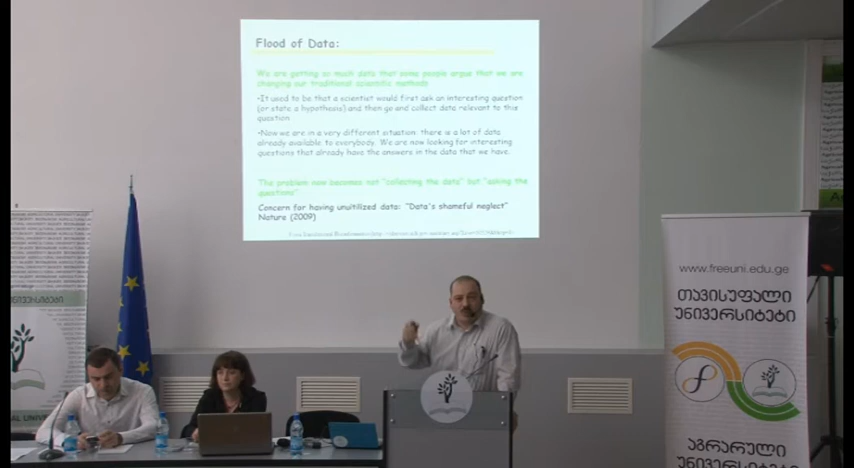 Flood of Data:
We are getting so much data that some people argue that we are
changing our traditional scientific methods
•It used to be that a scientist would first ask an interesting question
(or state a hypothesis) and then go and collect data relevant to this
question
•Now we are in a very different situation there is a lot of data
already available to everybody. We are now looking for interesting
questions that already have the answers in the data that we have.
The problem now becomes not "collecting the data" but "asking the
questions"
Concern for having unutilized data: "Data's shameful neglect"
Nature (2009)
www.freeuni.edu.ge
თავისუფალი
უნივერსიტეტი
აგრარული
უნივერსიტეტი